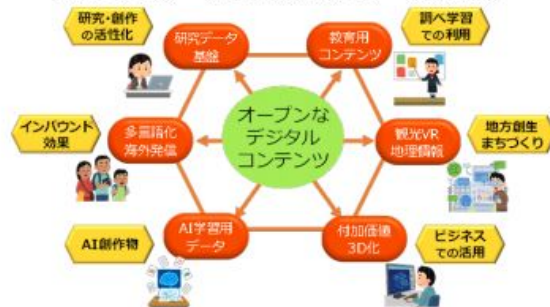 研究・創作
の活性化
研究データ
基盤
教育用
コンテンツ
調べ学習
での利用
インバウンド
効果
多言語化
海外発信
オープンな
デジタル
コンテンツ
観光VR
地理情報
地方創生
まちづくり
AI創作物
AI学習用
データ
付加価値
3D化
ビジネス
での活用